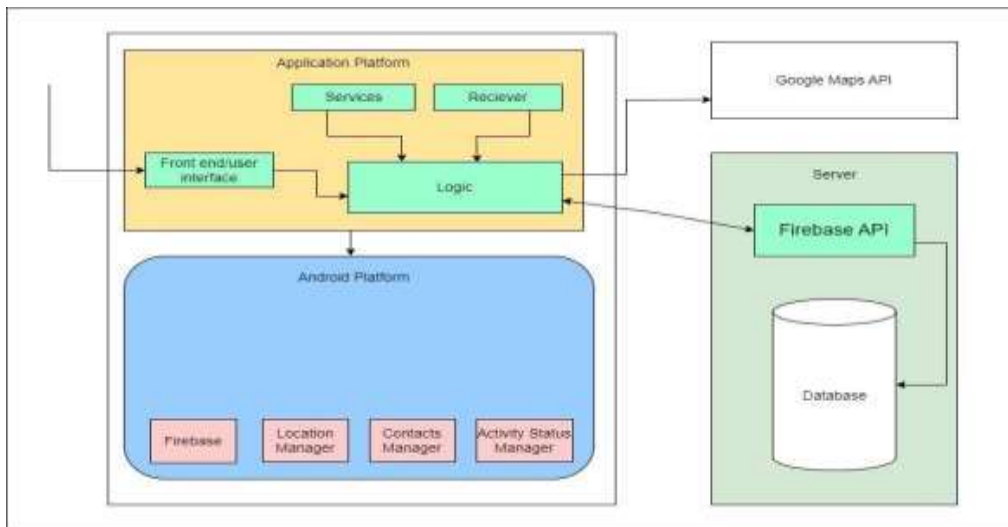 Application Platform
Services
Reciever
Front end/user
interface
Logic
Google Maps API
Server
Firebase API
Database
Android Platform
Firebase
Location
Manager
Contacts
Manager
Activity Status
Manager